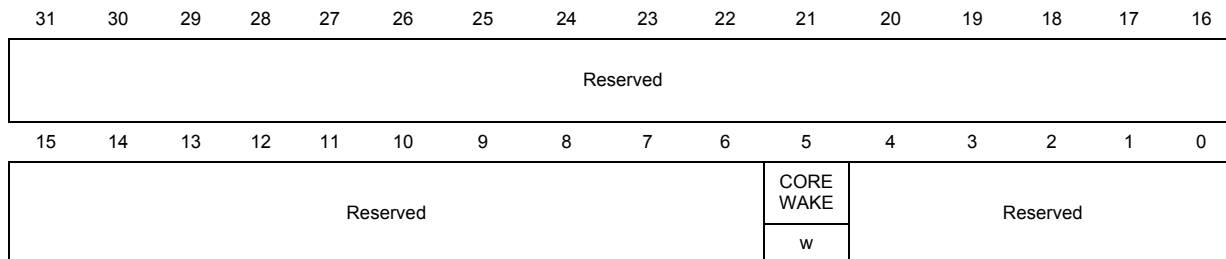 31 30 29 28 27 26 25 24 23 22 21 20 19 18 17 16
Reserved
15 14 13 12 11 10 9 8 7 6 5 4 3 2 1 0
Reserved
CORE
WAKE
w
Reserved